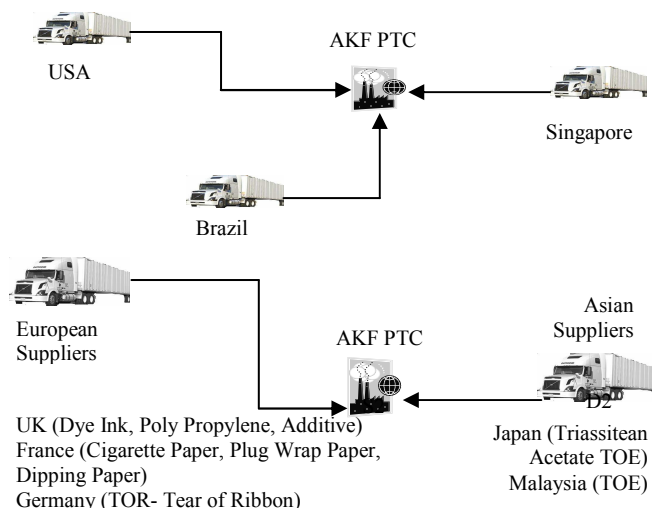 AKF PTC
USA
Singapore
Brazil
European
Suppliers
AKF PTC
Asian
Suppliers
D2
UK (Dye Ink, Poly Propylene, Additive)
France (Cigarette Paper, Plug Wrap Paper,
Dipping Paper)
Germany (TOR- Tear of Ribbon)
Japan (Triassitean
Acetate TOE)
Malaysia (TOE)